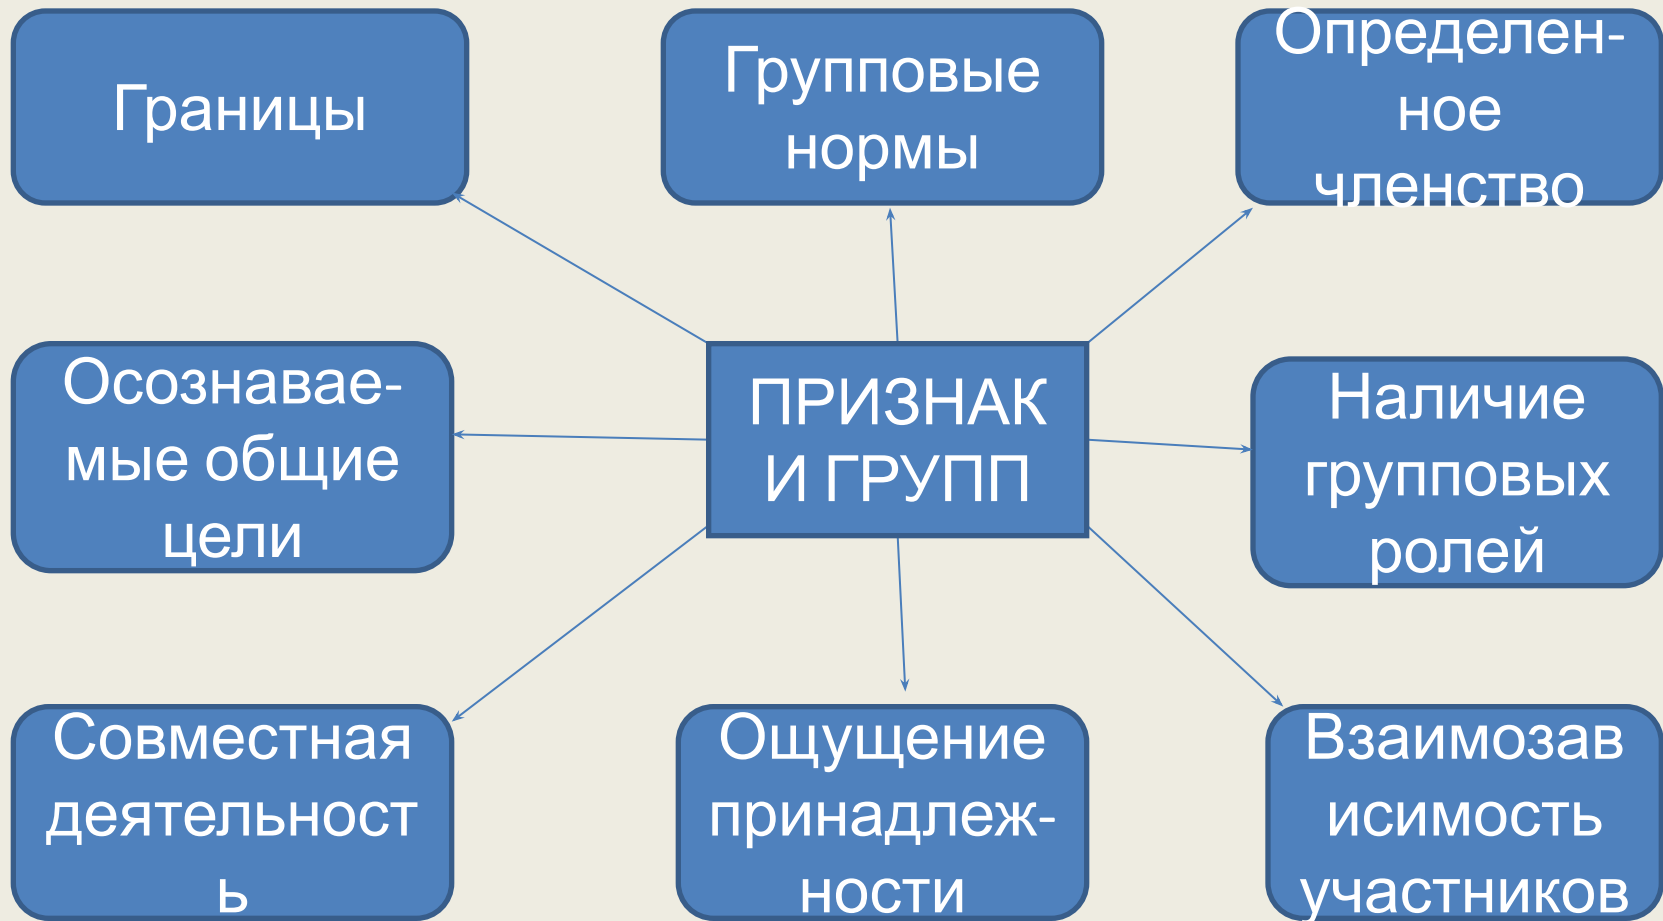 Границы
Групповые
нормы
Определен-
ное
членство
Осознавае-
мые общие
цели
ПРИЗНАК
И ГРУПП
Наличие
групповых
ролей
Совместная
деятельност
ь
Ощущение
принадлеж-
ности
Взаимозав
исимость
участников